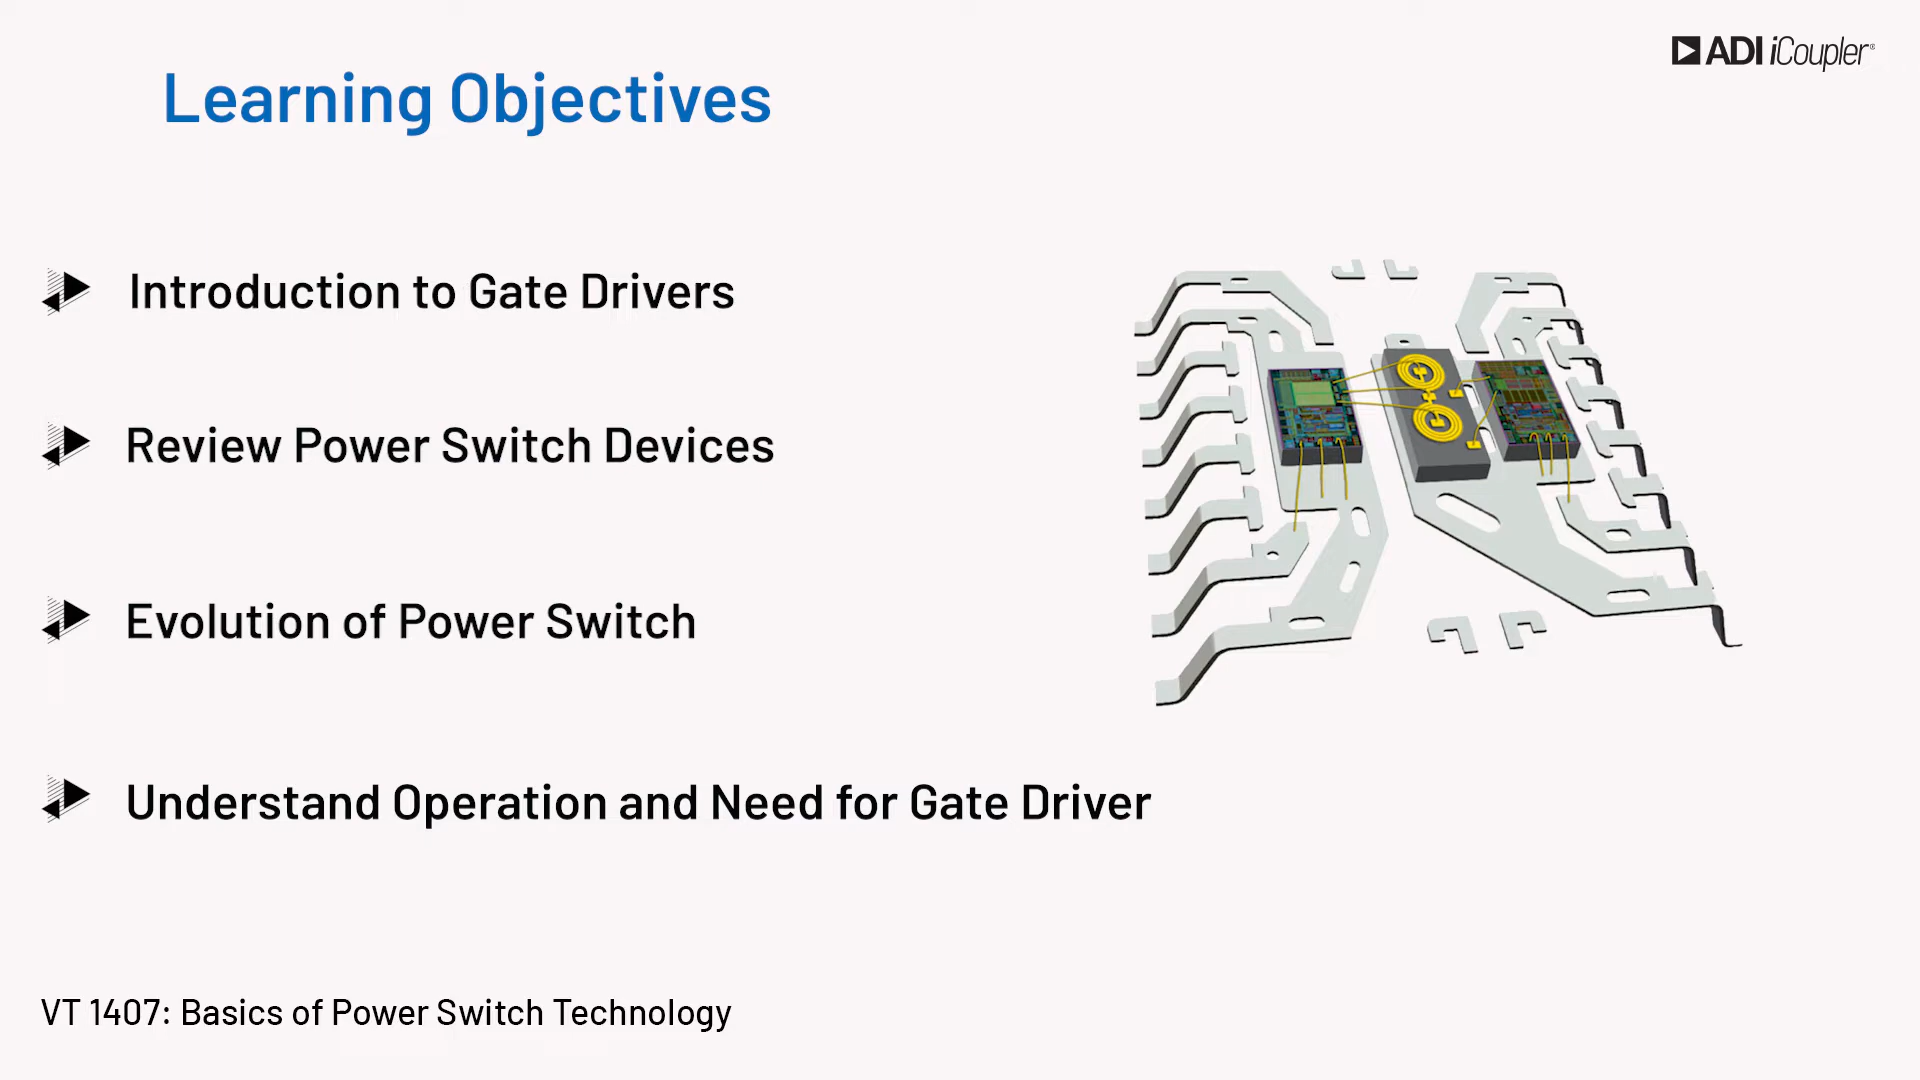 ADI iCoupler®
Learning Objectives
Introduction to Gate Drivers
Review Power Switch Devices
Evolution of Power Switch
Understand Operation and Need for Gate Driver
VT 1407: Basics of Power Switch Technology